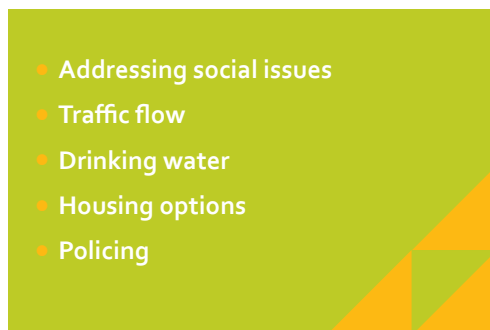 • Addressing social issues
• Traffic flow
• Drinking water
• Housing options
• Policing